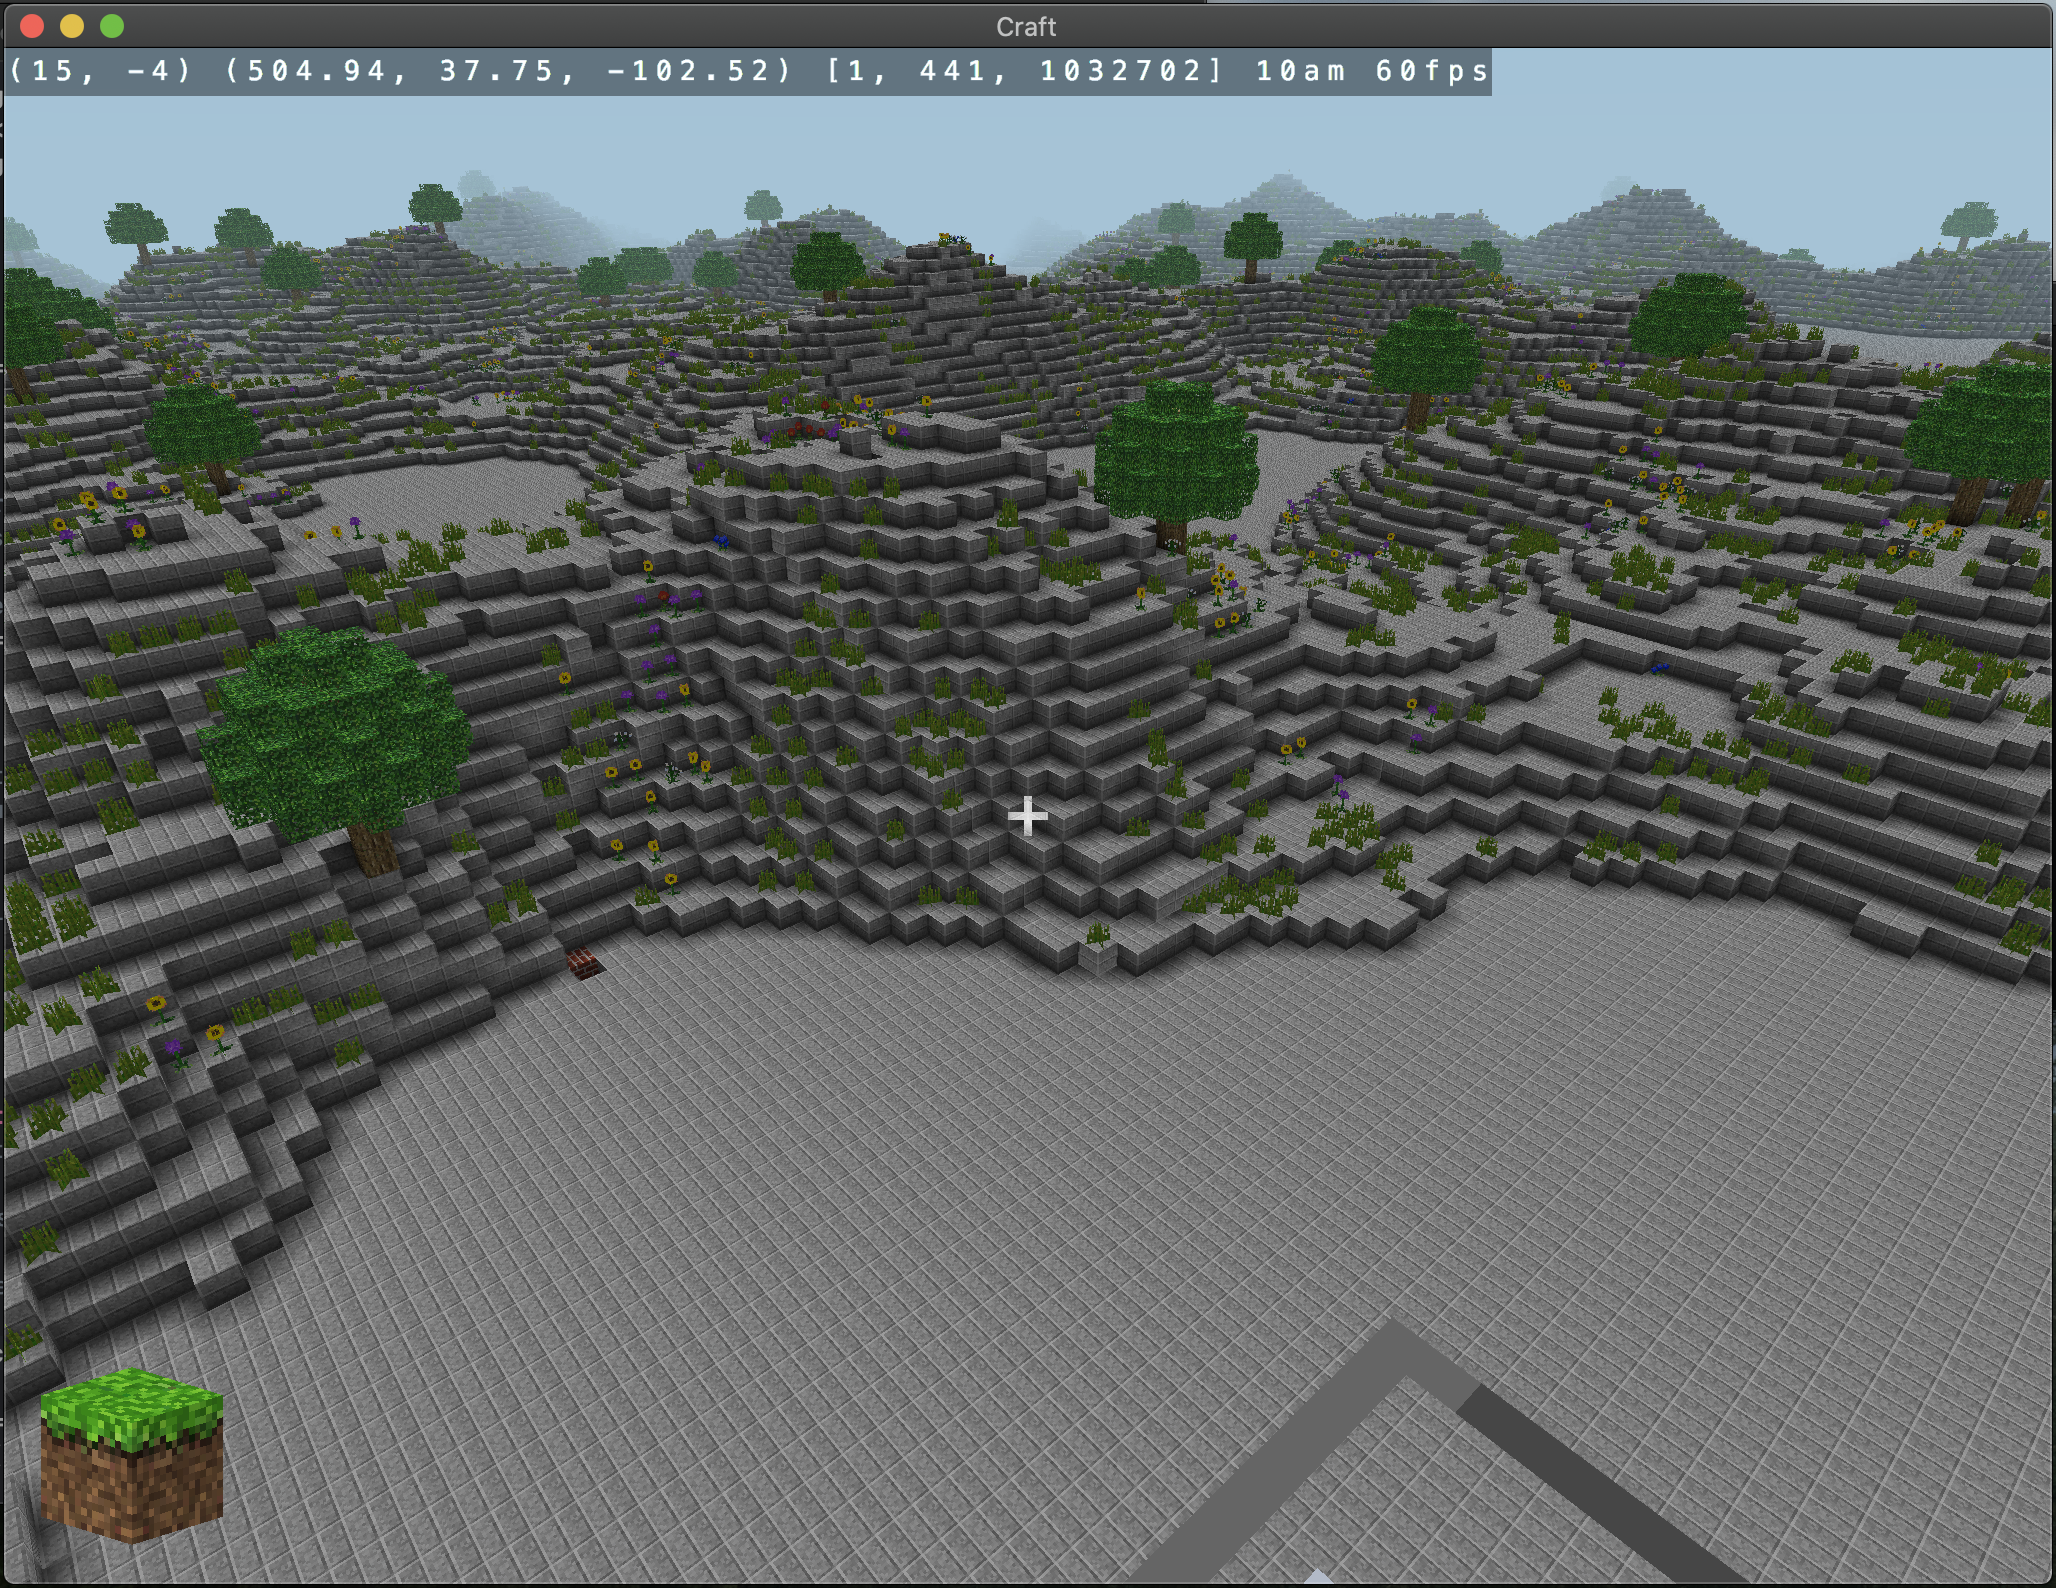 Craft
(15, -4) (504.94, 37.75, -102.52) [1, 441, 1032702] 10am 60fps